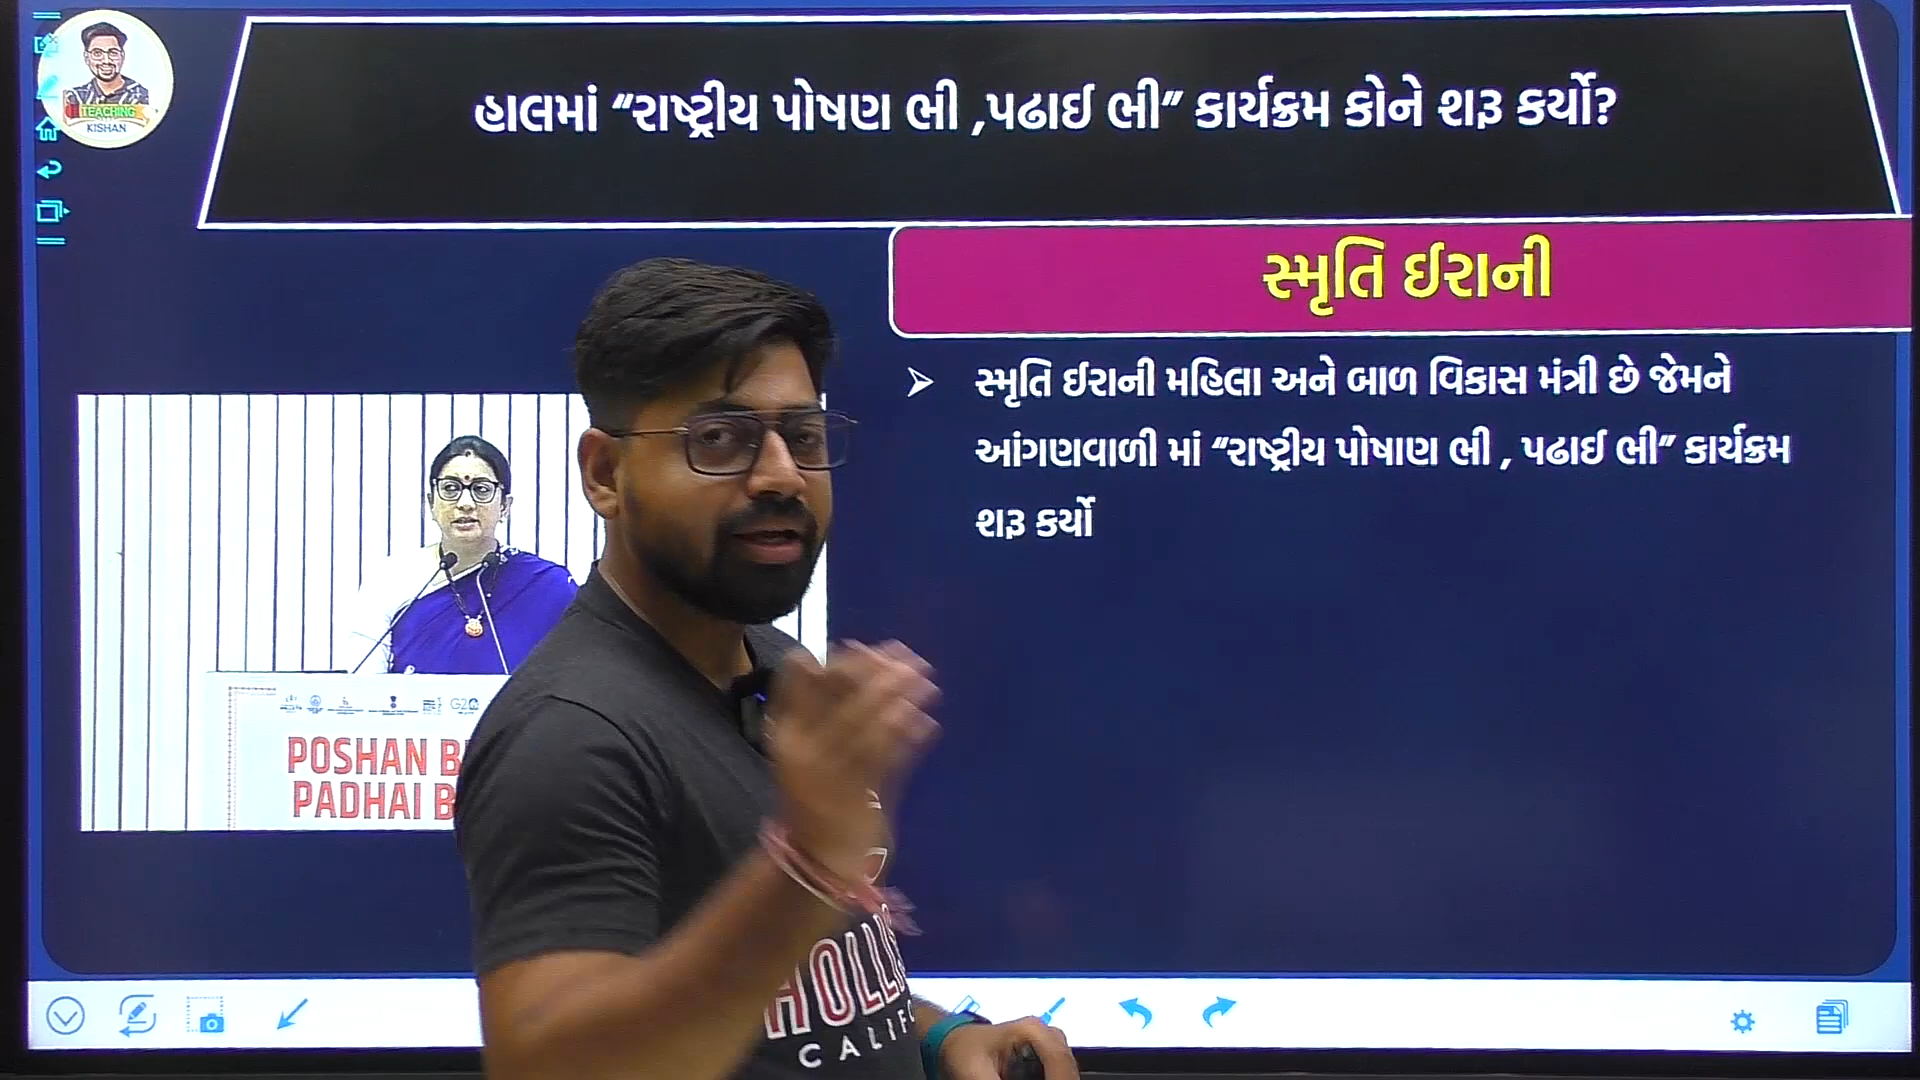 TEACHING
KISHAN
હાલમાં “રાષ્ટ્રીય પોષણ ભી ,પઢાઈ ભી” કાર્યક્રમ કોને શરૂ કર્યો?
સ્મૃતિ ઈરાની
➢ સ્મૃતિ ઈરાની મહિલા અને બાળ વિકાસ મંત્રી છે જેમને
આંગણવાળી માં “રાષ્ટ્રીય પોષાણ ભી , પઢાઈ ભી” કાર્યક્રમ
શરૂ કર્યો
POSHAN
PADHAI